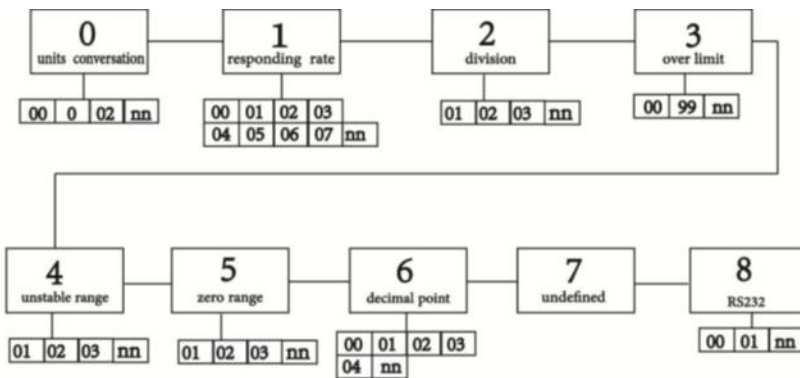 0 1 2 3
units conversation responding rate division over limit
00 0 02 nn
00 01 02 03
04 05 06 07 nn
01 02 03 nn
00 99 nn
4 5 6 7 8
unstable range zero range decimal point undefined RS232
01 02 03 nn
01 02 03 nn
00 01 02 03
04 nn
00 01 nn